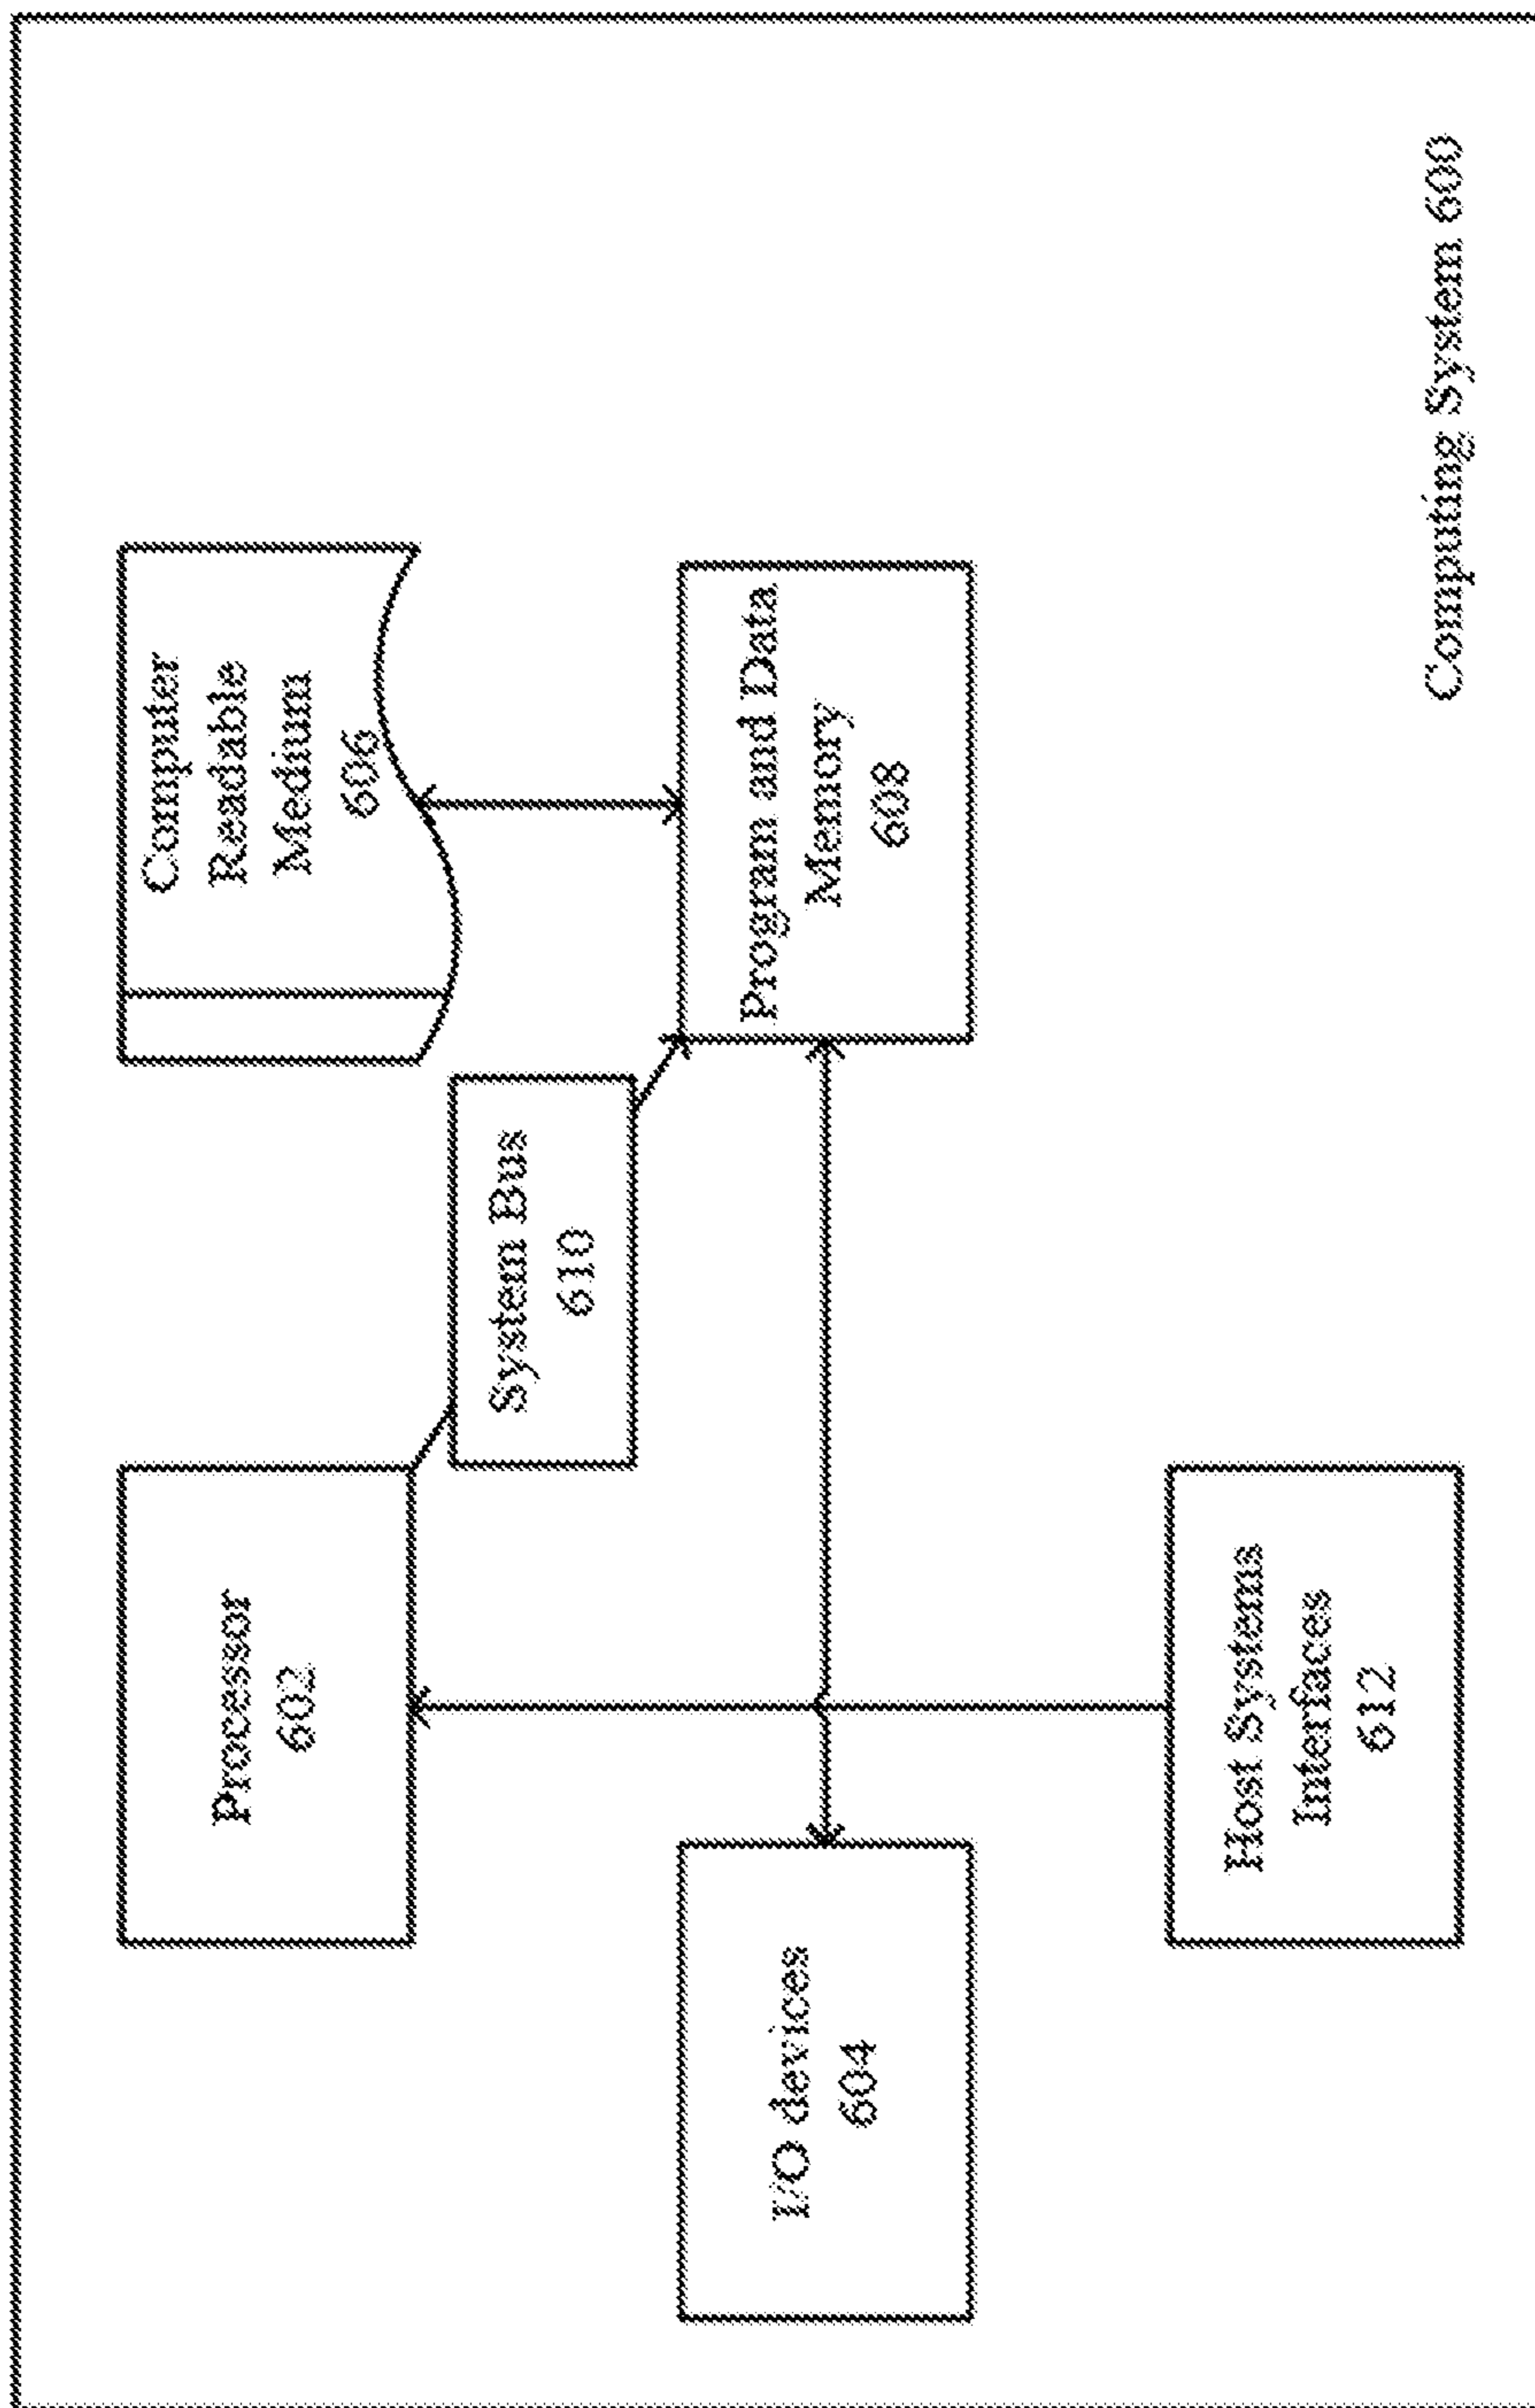 Processor
602
Computer
Readable
Medium
606
System Bus
610
I/O devices
604
Program and Data
Memory
608
Host Systems
Interfaces
612
Computing System 600